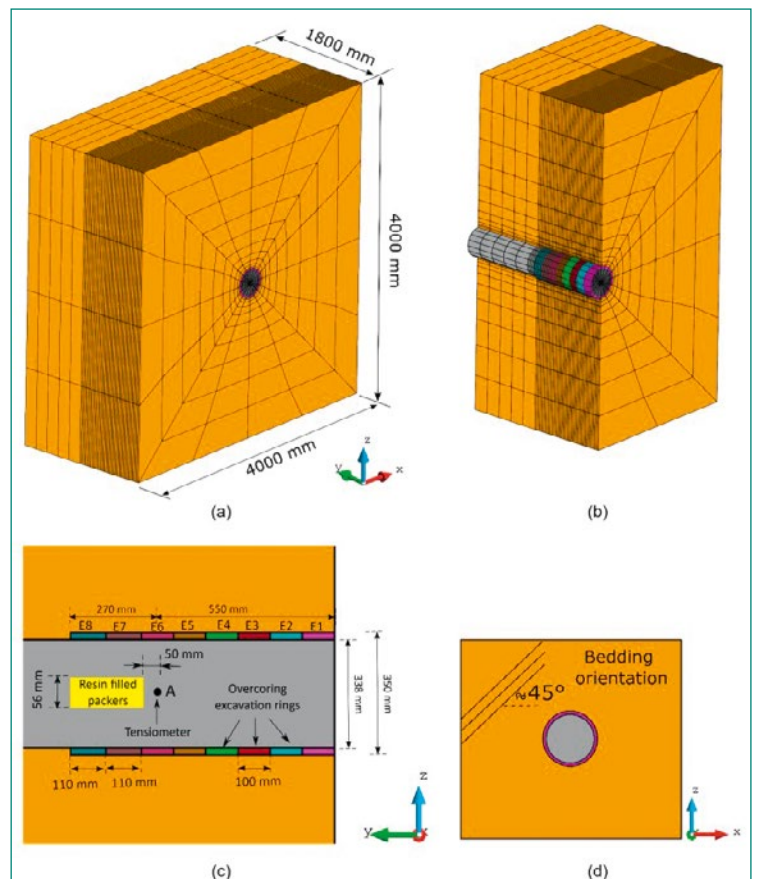 1800 mm
4000 mm
4000 mm
z
y
x
(a)
(b)
270 mm
550 mm
E8
E7
E6
E5
E4
E3
E2
E1
50 mm
56 mm
Resin filled
packers
A
Tensiometer
Overcoring
excavation rings
338 mm
350 mm
110 mm
110 mm
100 mm
z
y
(c)
Bedding
orientation
45°
z
x
(d)